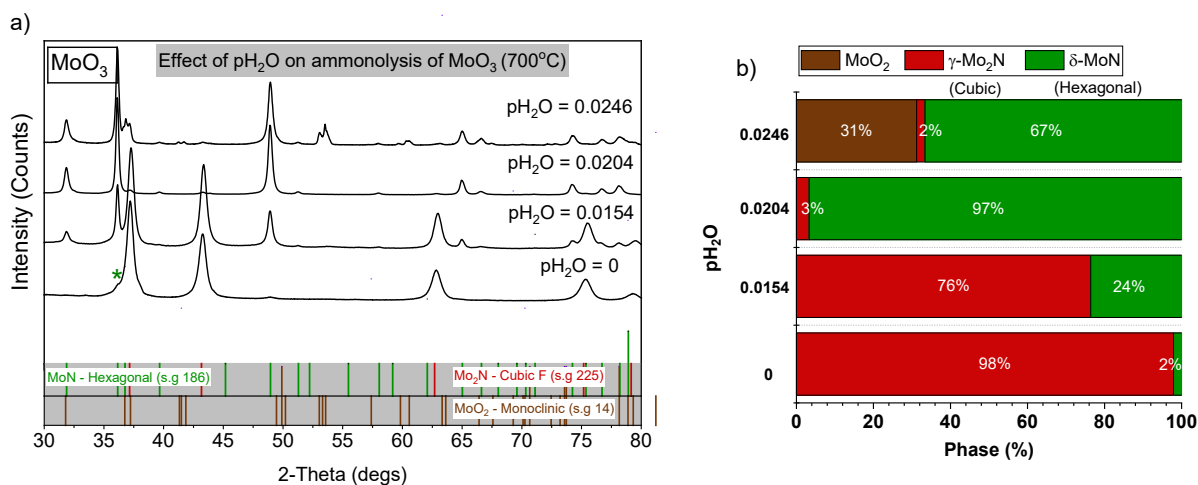 a)
MoO₃
Effect of pH₂O on ammonolysis of MoO₃ (700°C)
pH₂O = 0.0246
pH₂O = 0.0204
pH₂O = 0.0154
pH₂O = 0
*
Intensity (Counts)
MoN - Hexagonal (s.g 186)
Mo₂N - Cubic F (s.g 225)
MoO₂ - Monoclinic (s.g 14)
30 35 40 45 50 55 60 65 70 75 80
2-Theta (degs)
b)
MoO₂ γ-Mo₂N δ-MoN
(Cubic) (Hexagonal)
0.0246 31% 2% 67%
0.0204 3% 97%
0.0154 76% 24%
0 98% 2%
pH₂O
0 20 40 60 80 100
Phase (%)